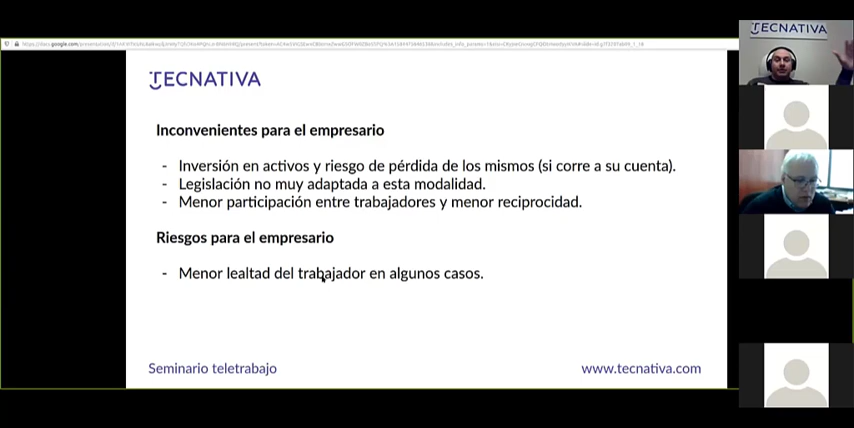 TECNATIVA
Inconvenientes para el empresario
- Inversión en activos y riesgo de pérdida de los mismos (si corre a su cuenta).
- Legislación no muy adaptada a esta modalidad.
- Menor participación entre trabajadores y menor reciprocidad.
Riesgos para el empresario
- Menor lealtad del trabajador en algunos casos.
Seminario teletrabajo
www.tecnativa.com
TECNATIVA